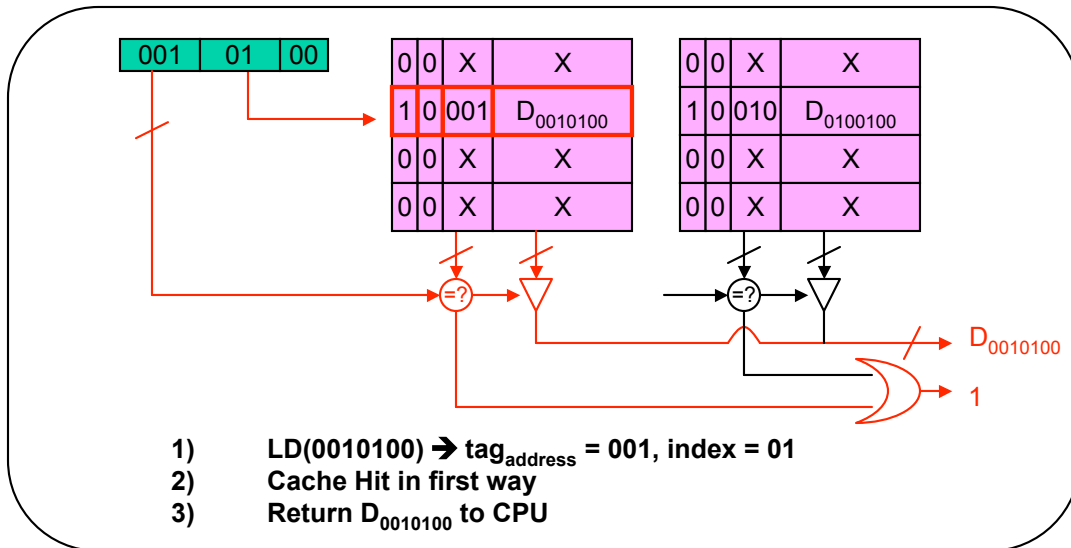 001 01 00
0 0 X X
1 0 001 D0010100
0 0 X X
0 0 X X
0 0 X X
1 0 010 D0100100
0 0 X X
0 0 X X
=?
=?
D0010100
1
1) LD(0010100) ➔ tagaddress = 001, index = 01
2) Cache Hit in first way
3) Return D0010100 to CPU